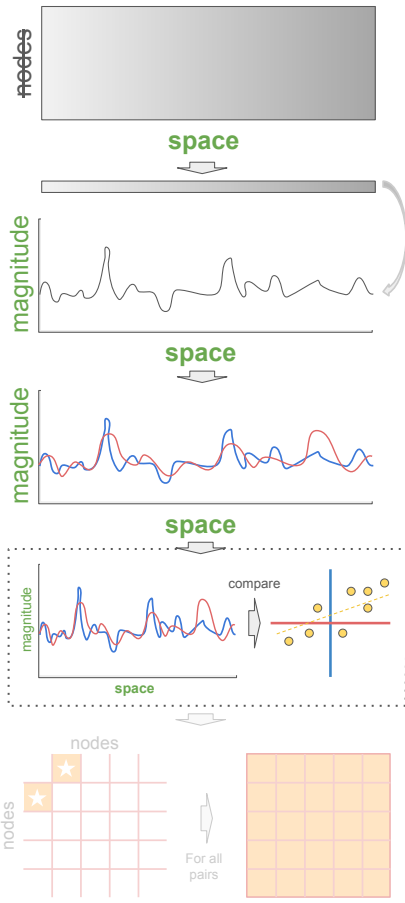 nodes
space
magnitude
space
magnitude
space
magnitude
compare
space
nodes
nodes
For all
pairs